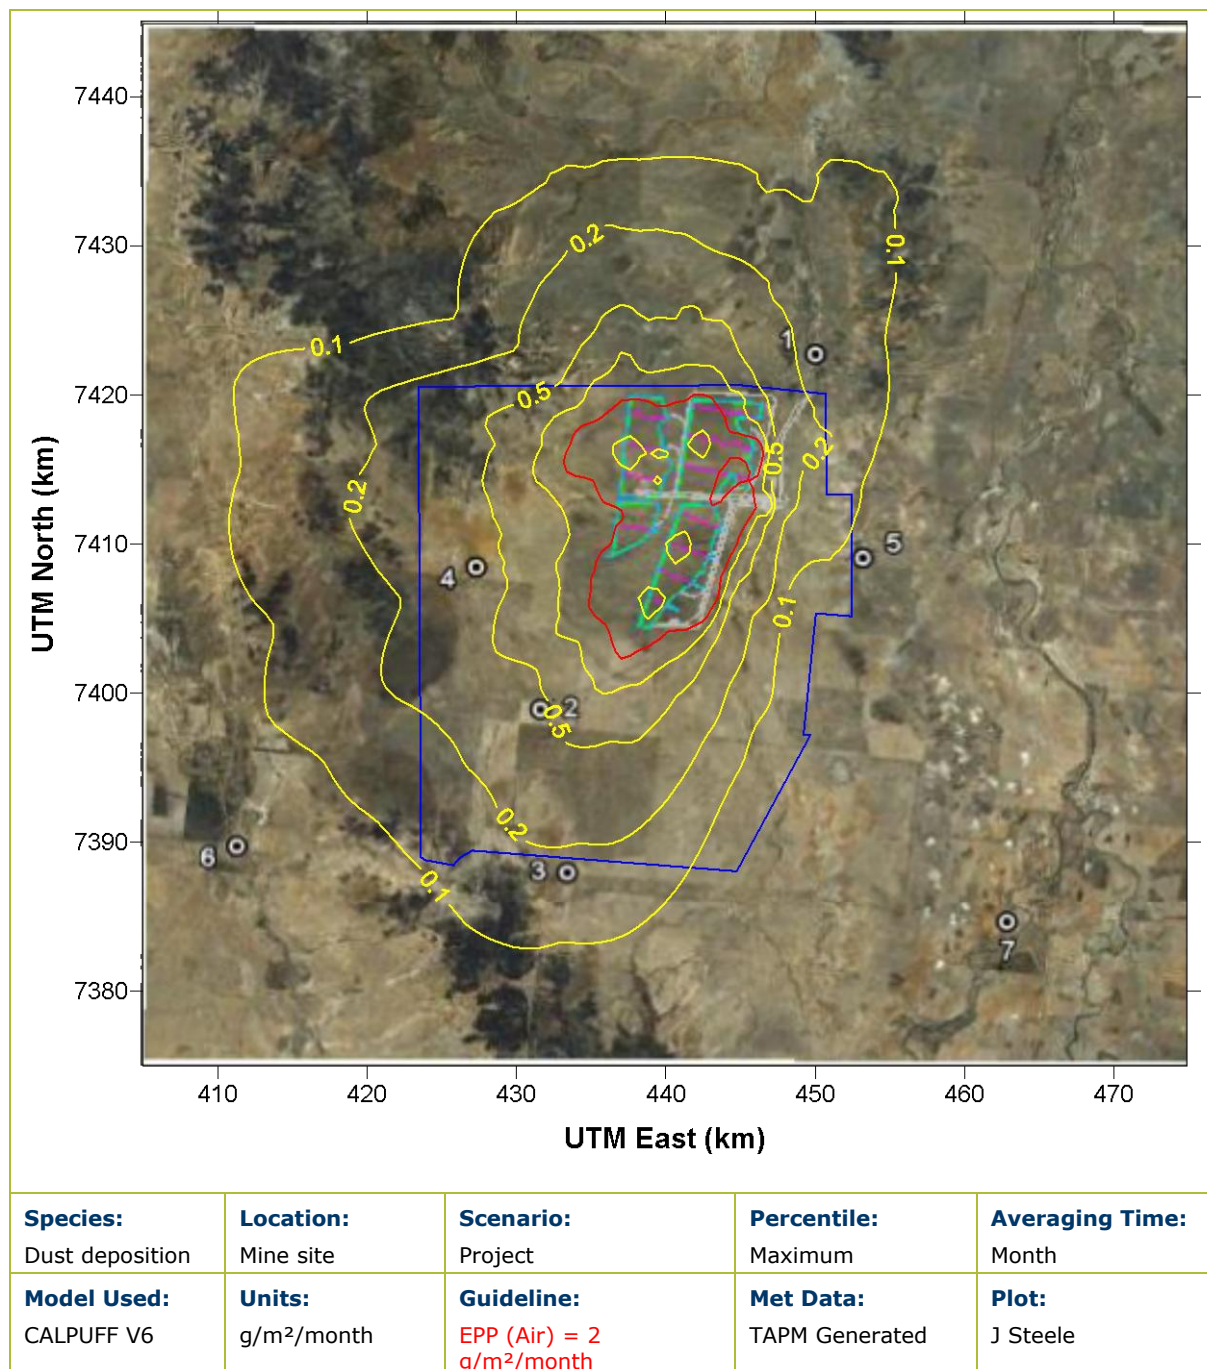 7440
7430
7420
7410
7400
7390
7380
UTM North (km)
0.1
0.2
0.1
1
0.5
0.5
0.2
0.2
5
4
0.1
2
0.5
0.2
3
6
0.1
7
410
420
430
440
450
460
470
UTM East (km)
Species:
Dust deposition
Location:
Mine site
Scenario:
Project
Percentile:
Maximum
Averaging Time:
Month
Model Used:
CALPUFF V6
Units:
g/m²/month
Guideline:
EPP (Air) = 2
g/m²/month
Met Data:
TAPM Generated
Plot:
J Steele